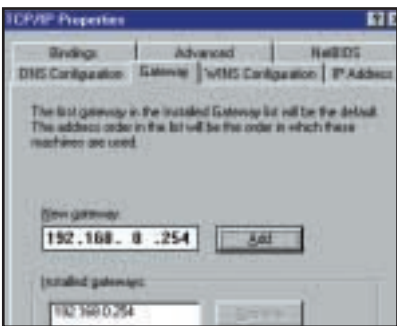 TCP/IP Properties
Bindings Advanced NetBIOS
DNS Configuration Gateway WINS Configuration IP Address
The first gateway in the Installed Gateway list will be the default.
The address order in the list will be the order in which these
machines are used.
New gateway:
192.168. 0 .254 Add
Installed gateways:
192.168.0.254 Remove